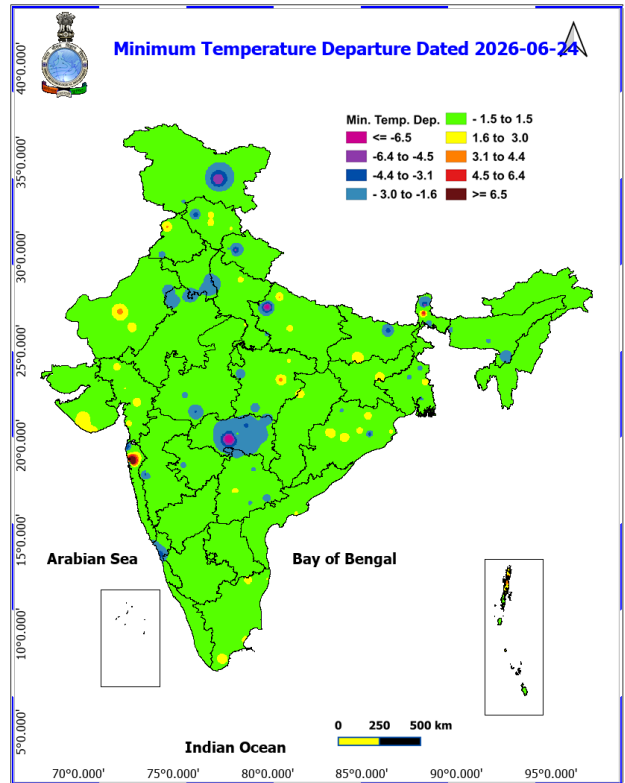 Minimum Temperature Departure Dated 2026-06-24
Min. Temp. Dep.
<= -6.5
-6.4 to -4.5
-4.4 to -3.1
- 3.0 to -1.6
- 1.5 to 1.5
1.6 to 3.0
3.1 to 4.4
4.5 to 6.4
>= 6.5
40°0.000'
35°0.000'
30°0.000'
25°0.000'
20°0.000'
15°0.000'
10°0.000'
5°0.000'
Arabian Sea
Bay of Bengal
Indian Ocean
0 250 500 km
70°0.000' 75°0.000' 80°0.000' 85°0.000' 90°0.000' 95°0.000'